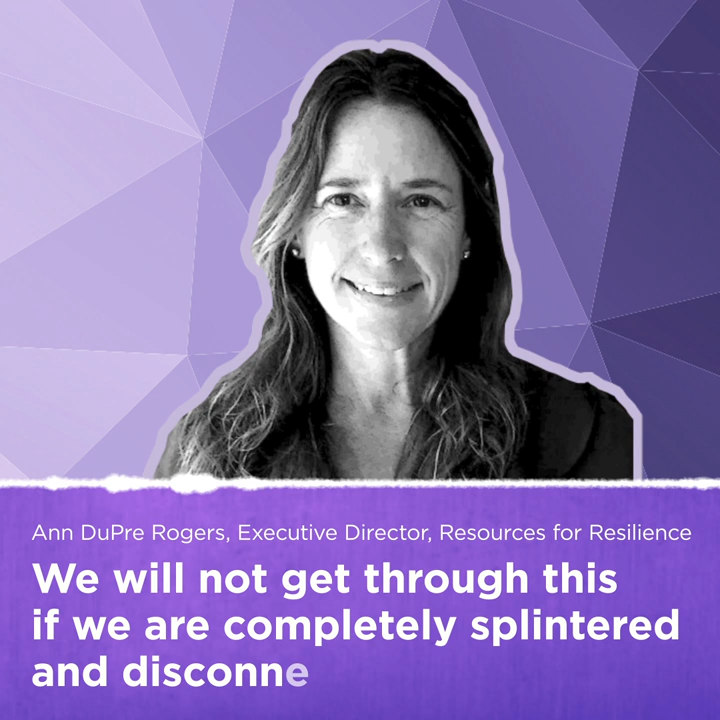 Ann DuPre Rogers, Executive Director, Resources for Resilience
We will not get through this
if we are completely splintered
and disconne